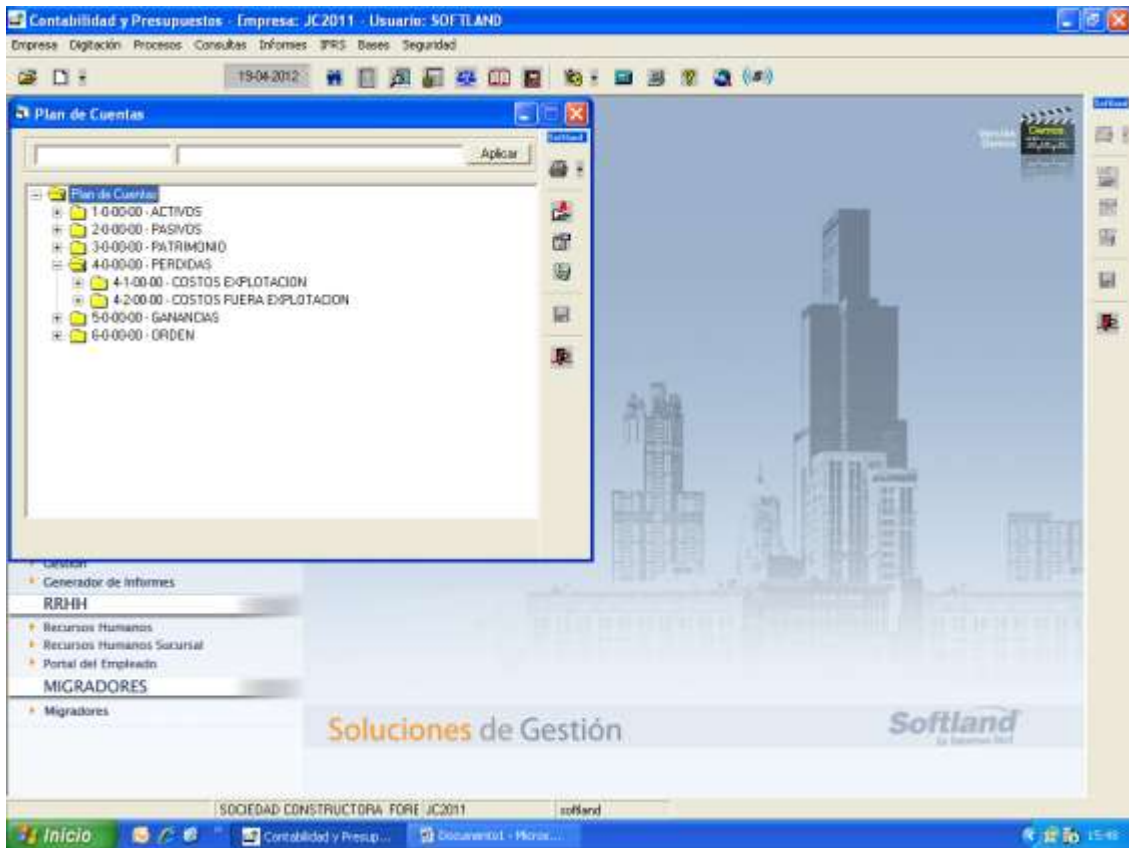 Contabilidad y Presupuestos - Empresa: JC2011 - Usuario: SOFTLAND
Empresa Digitación Procesos Consultas Informes IFRS Bases Seguridad
19-04-2012
Plan de Cuentas
Softland
Aplicar
Plan de Cuentas
1-0-00-00 - ACTIVOS
2-0-00-00 - PASIVOS
3-0-00-00 - PATRIMONIO
4-0-00-00 - PERDIDAS
4-1-00-00 - COSTOS EXPLOTACION
4-2-00-00 - COSTOS FUERA EXPLOTACION
5-0-00-00 - GANANCIAS
6-0-00-00 - ORDEN
Gestión
Generador de Informes
RRHH
Recursos Humanos
Recursos Humanos Sucursal
Portal del Empleado
MIGRADORES
Migradores
Soluciones de Gestión
Softland
SOCIEDAD CONSTRUCTORA FORE JC2011 softland
Inicio Contabilidad y Presup... Documento1 - Micros... 15:48